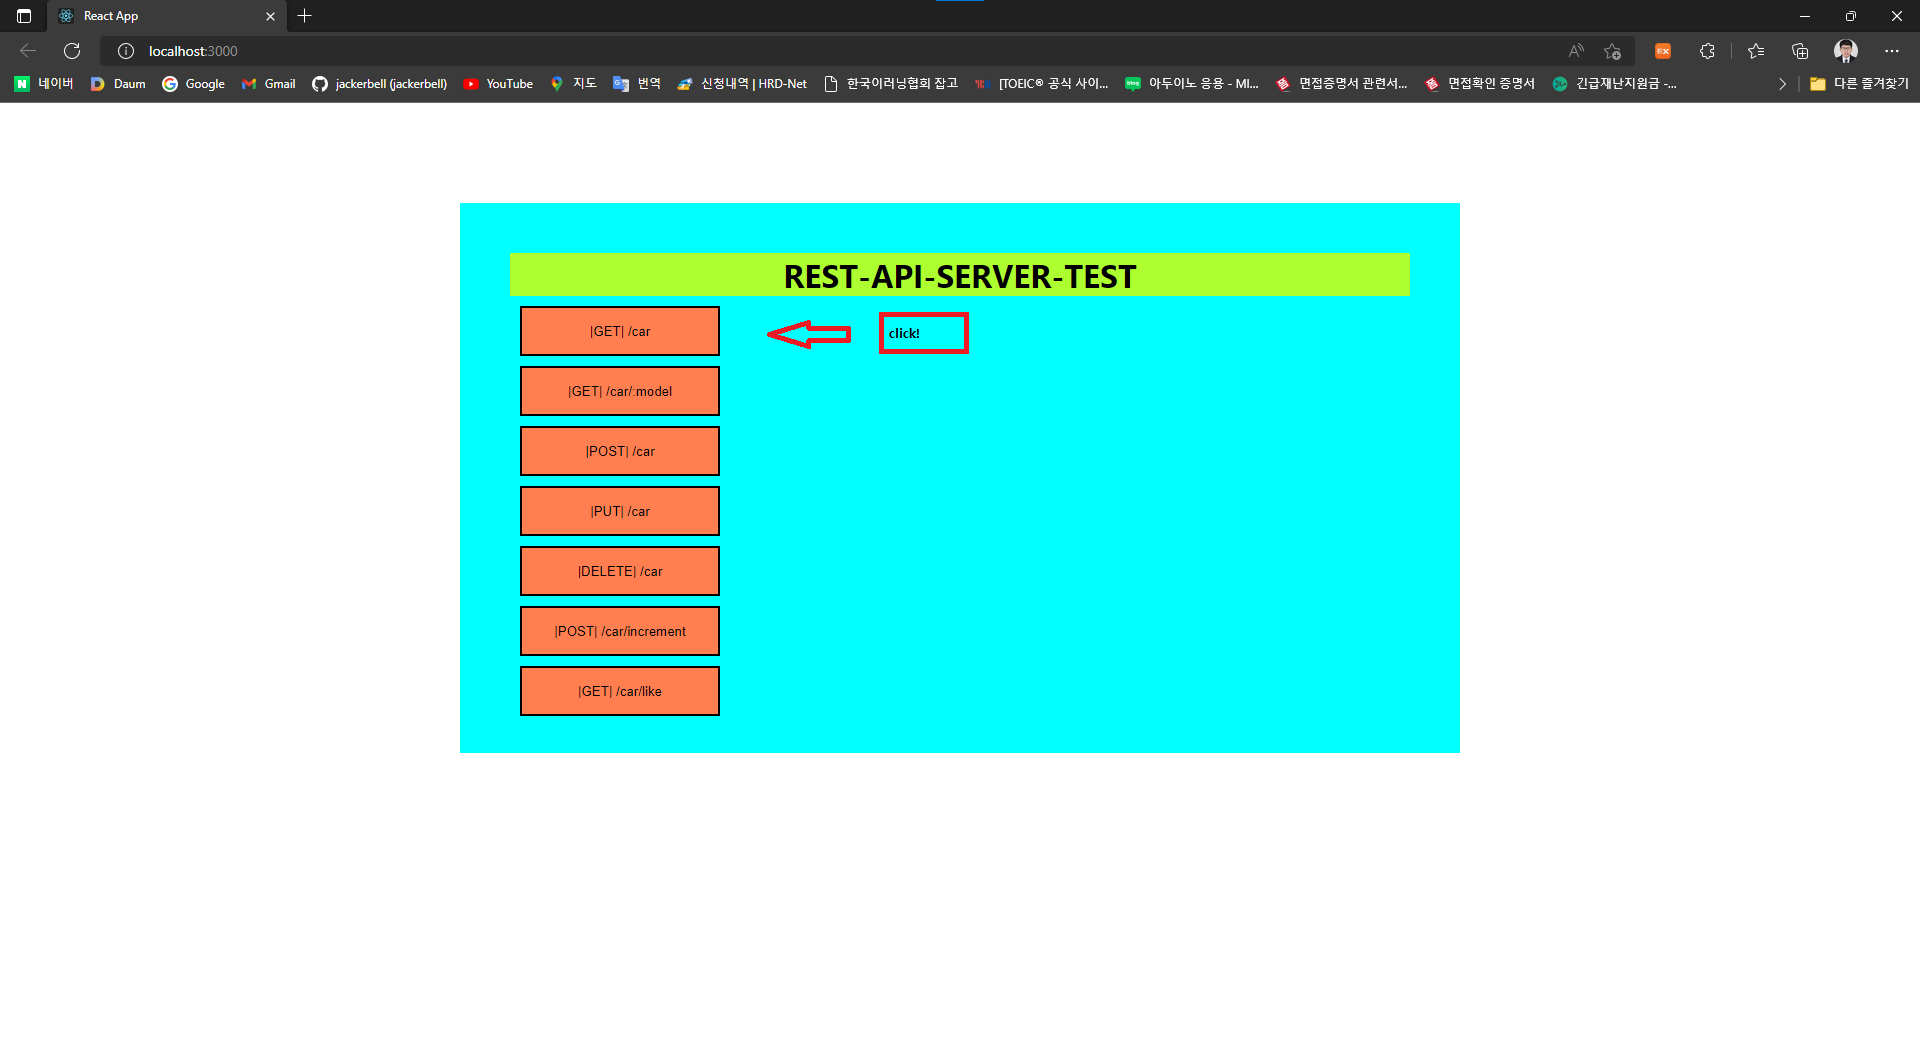 React App
localhost:3000
네이버 Daum Google Gmail jackerbell (jackerbell) YouTube 지도 번역 신청내역 | HRD-Net 한국이러닝협회 잡고 [TOEIC® 공식 사이... 아두이노 응용 - MI... 면접증명서 관련서... 면접확인 증명서 긴급재난지원금 -... 다른 즐겨찾기
REST-API-SERVER-TEST
|GET| /car
click!
|GET| /car/:model
|POST| /car
|PUT| /car
|DELETE| /car
|POST| /car/increment
|GET| /car/like